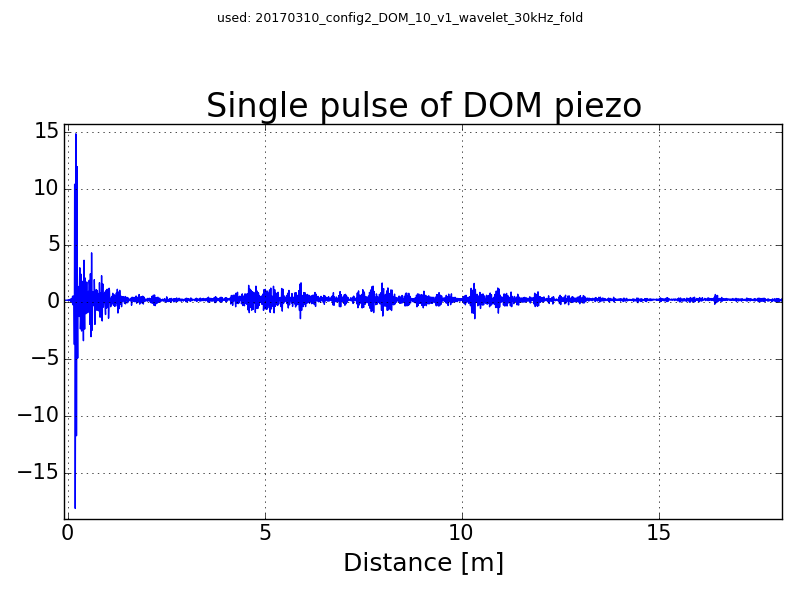 used: 20170310_config2_DOM_10_v1_wavelet_30kHz_fold
Single pulse of DOM piezo
15
10
5
0
−5
−10
−15
0 5 10 15
Distance [m]